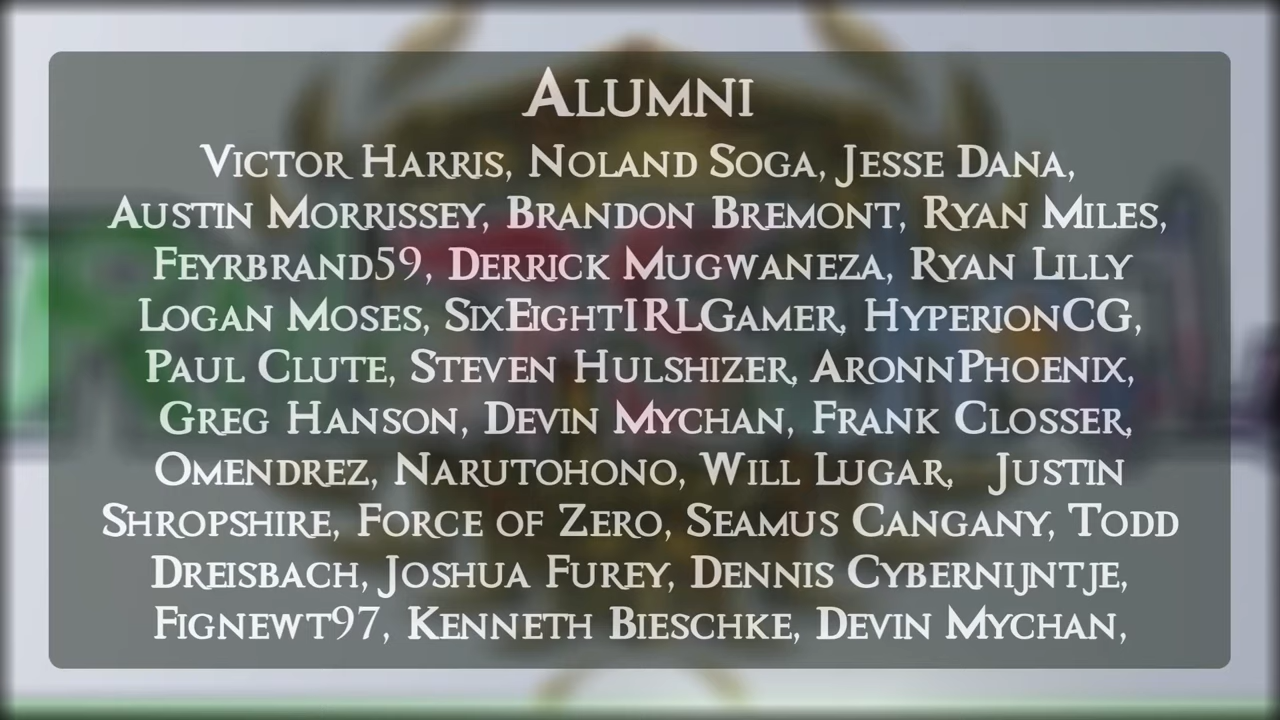 Alumni
Victor Harris, Noland Soga, Jesse Dana,
Austin Morrissey, Brandon Bremont, Ryan Miles,
Feyrbrand59, Derrick Mugwaneza, Ryan Lilly
Logan Moses, SixEightIRLGamer, HyperionCG,
Paul Clute, Steven Hulshizer, AronnPhoenix,
Greg Hanson, Devin Mychan, Frank Closser,
Omendrez, Narutohono, Will Lugar, Justin
Shropshire, Force of Zero, Seamus Cangany, Todd
Dreisbach, Joshua Furey, Dennis Cybernijntje,
Fignewt97, Kenneth Bieschke, Devin Mychan,